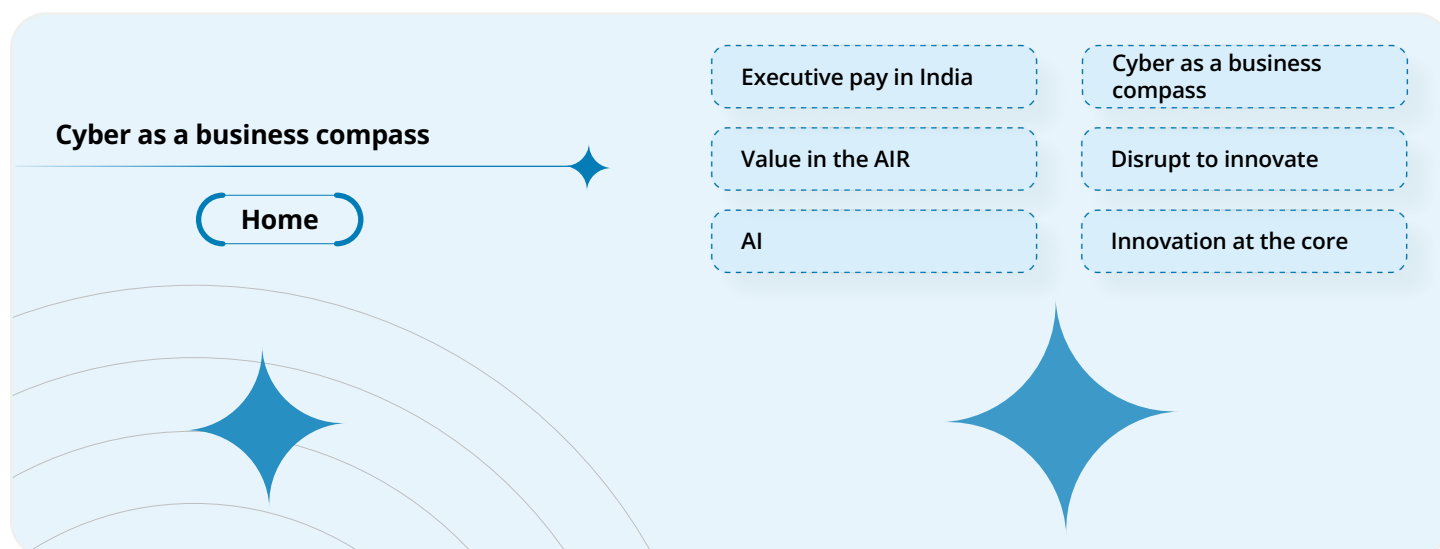 Cyber as a business compass
Home
Executive pay in India
Cyber as a business
compass
Value in the AIR
Disrupt to innovate
AI
Innovation at the core